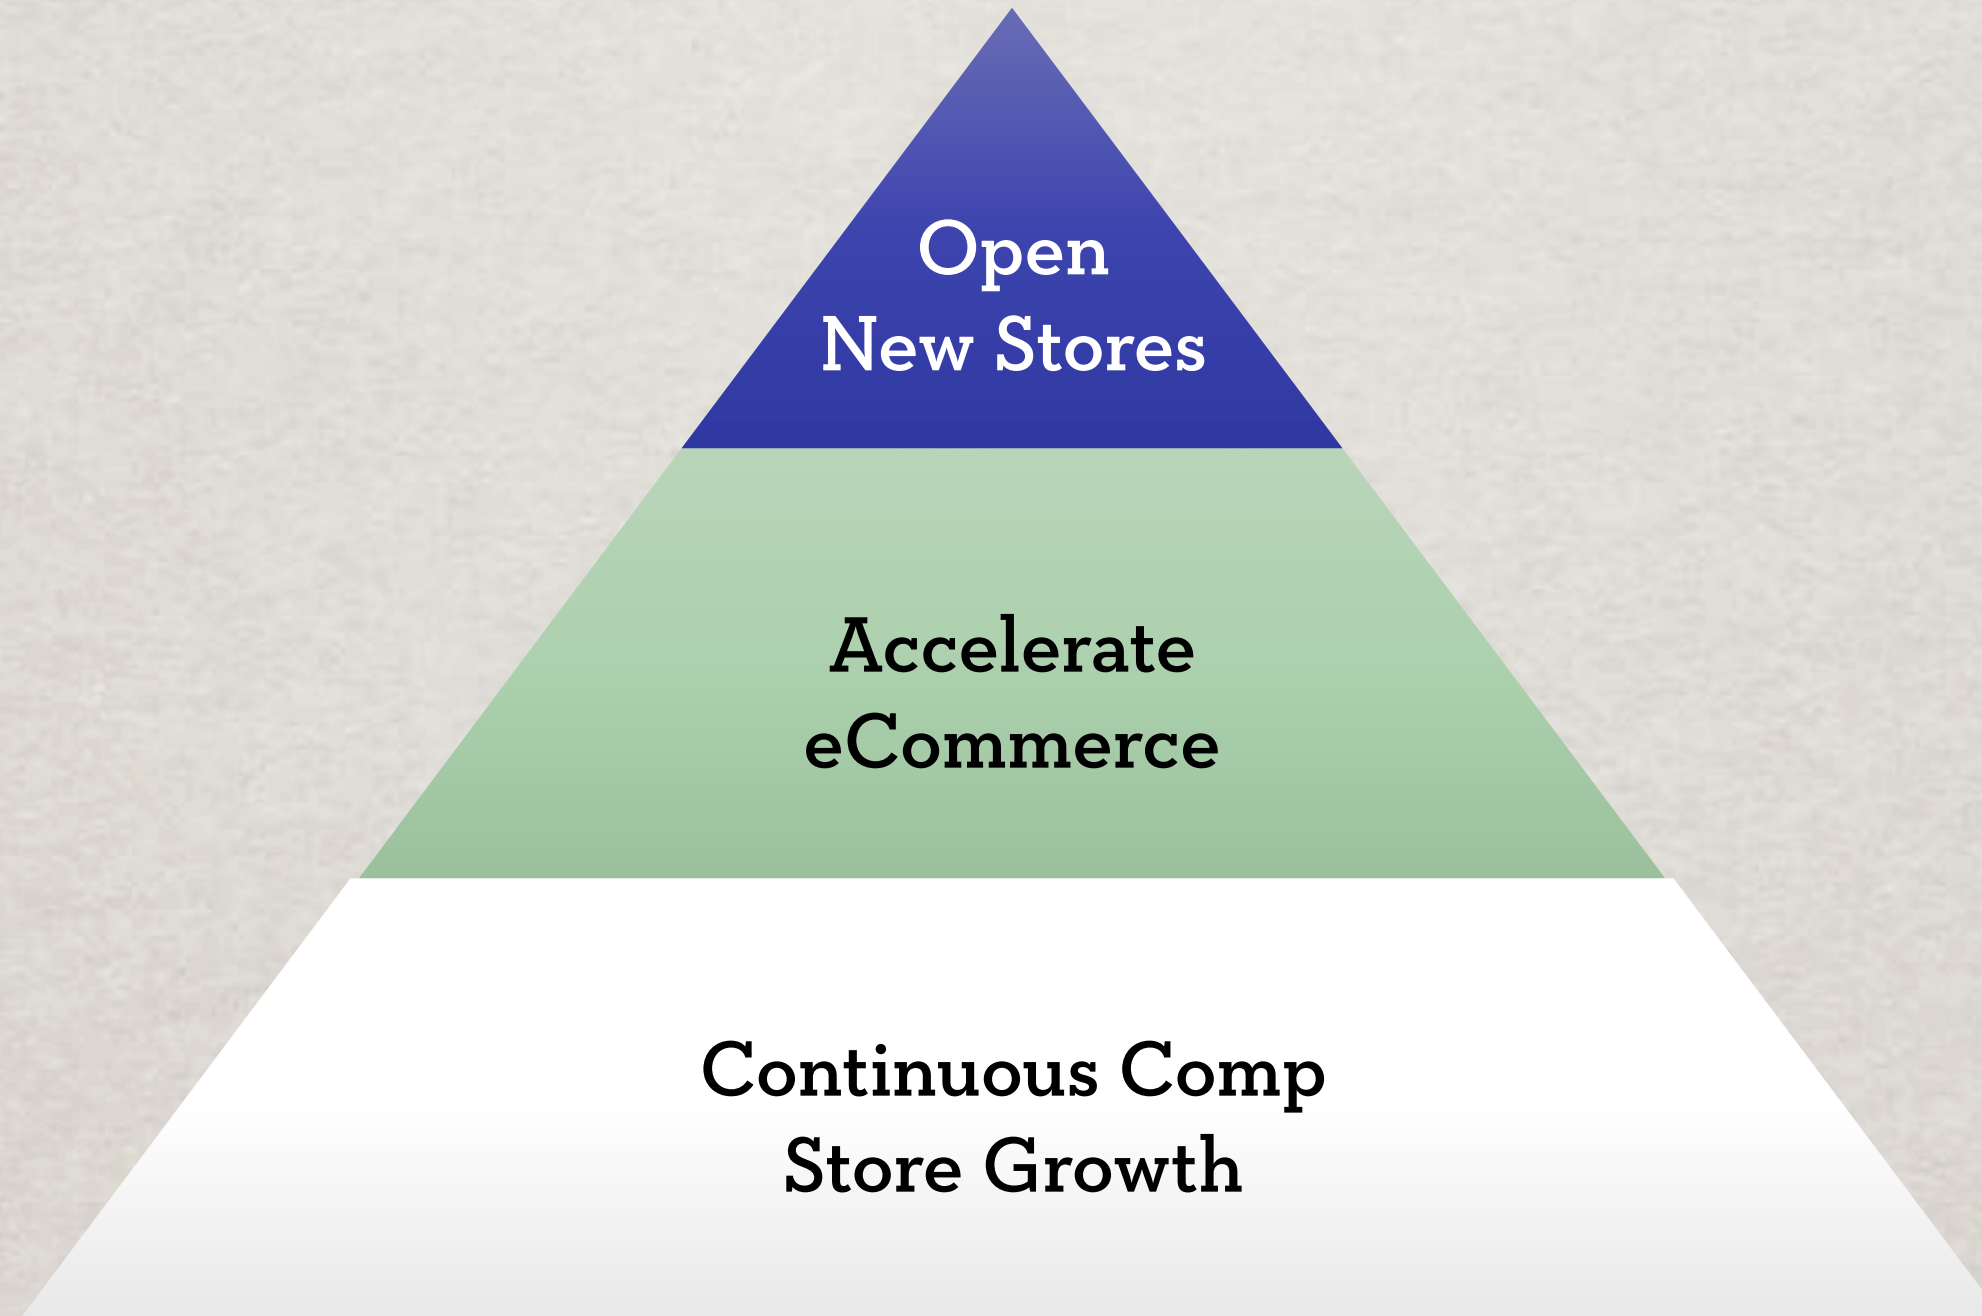 Open
New Stores
Accelerate
eCommerce
Continuous Comp
Store Growth